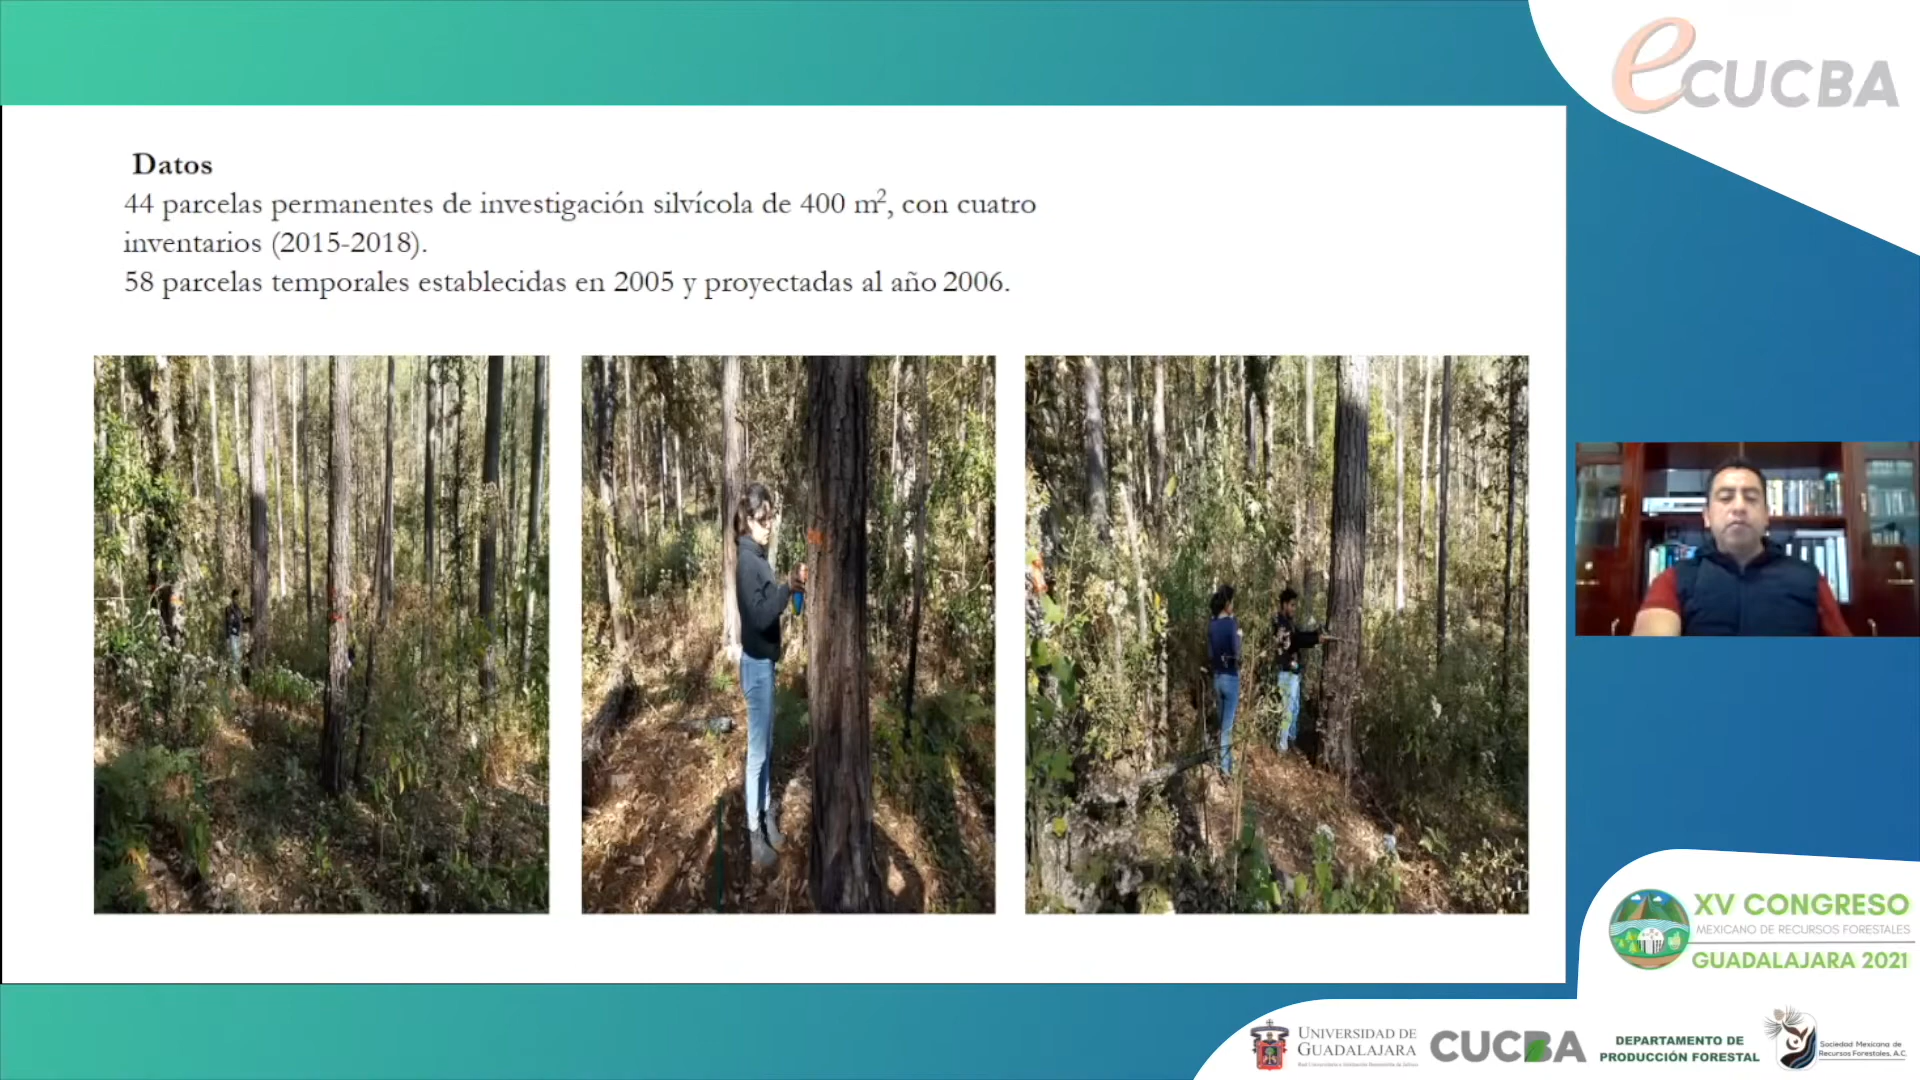 eCUCBA
Datos
44 parcelas permanentes de investigación silvícola de 400 m², con cuatro
inventarios (2015-2018).
58 parcelas temporales establecidas en 2005 y proyectadas al año 2006.
XV CONGRESO
MEXICANO DE RECURSOS FORESTALES
GUADALAJARA 2021
UNIVERSIDAD DE
GUADALAJARA
CUCBA
DEPARTAMENTO DE
PRODUCCIÓN FORESTAL
Sociedad Mexicana de
Recursos Forestales, A.C.